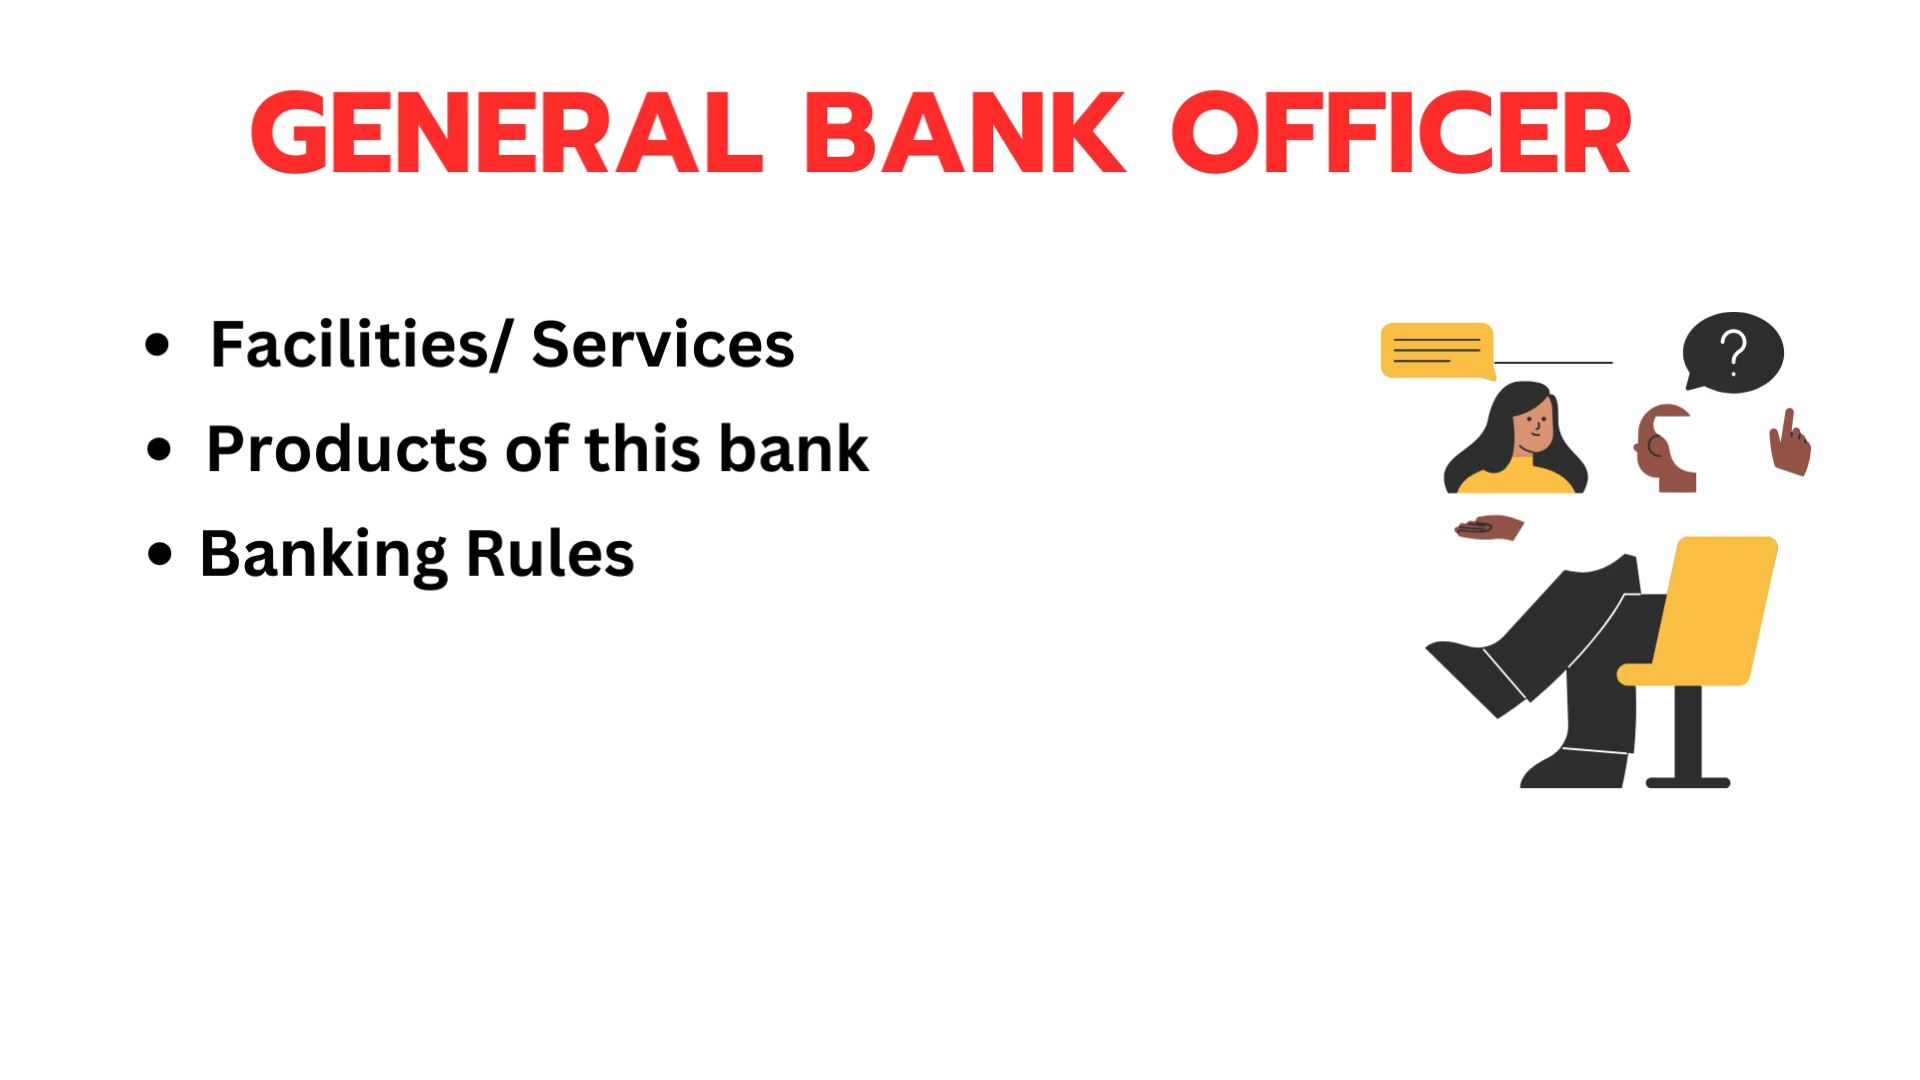 GENERAL BANK OFFICER
• Facilities/ Services
• Products of this bank
• Banking Rules
?